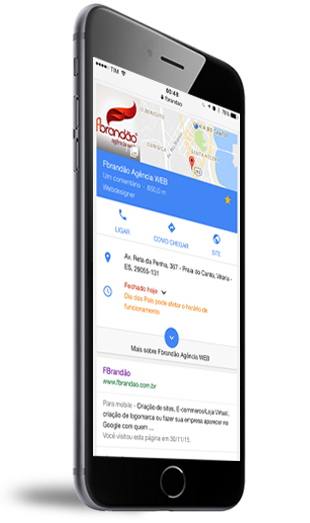 TIM
00:48
76%
fbrandao
fbrandão
agência web
Fbrandão Agência WEB
Um comentário · 850,0 m
Webdesigner
LIGAR
COMO CHEGAR
SITE
Av. Reta da Penha, 367 - Praia do Canto, Vitória -
ES, 29055-131
Fechado hoje
Dia dos Pais pode afetar o horário de
funcionamento
Mais sobre Fbrandão Agência WEB
FBrandão
www.fbrandao.com.br
Para mobile - Criação de sites, E-commerce/Loja Virtual,
criação de logomarca ou fazer sua empresa aparecer no
Google com quem ...
Você visitou esta página em 30/11/15.